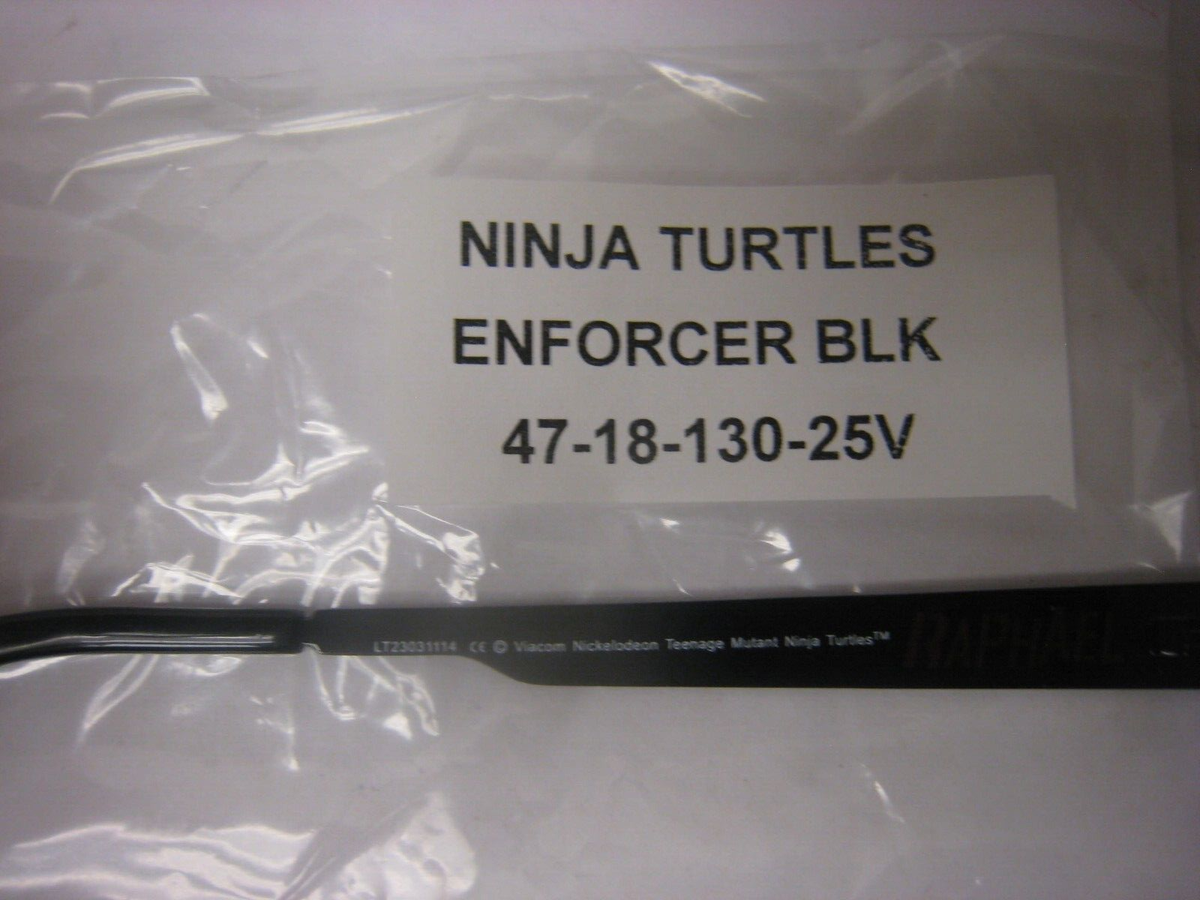 NINJA TURTLES
ENFORCER BLK
47-18-130-25V
LT23031114 CE © Viacom Nickelodeon Teenage Mutant Ninja Turtles™ RAPHAEL